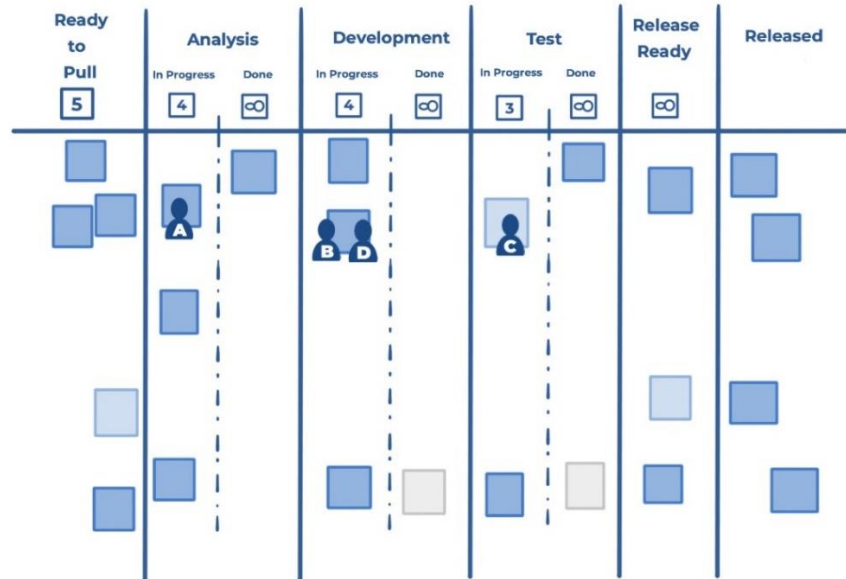 Ready
to
Pull
5
Analysis
In Progress
Done
4
∞
Development
In Progress
Done
4
∞
Test
In Progress
Done
3
∞
Release
Ready
∞
Released
A
B
D
C